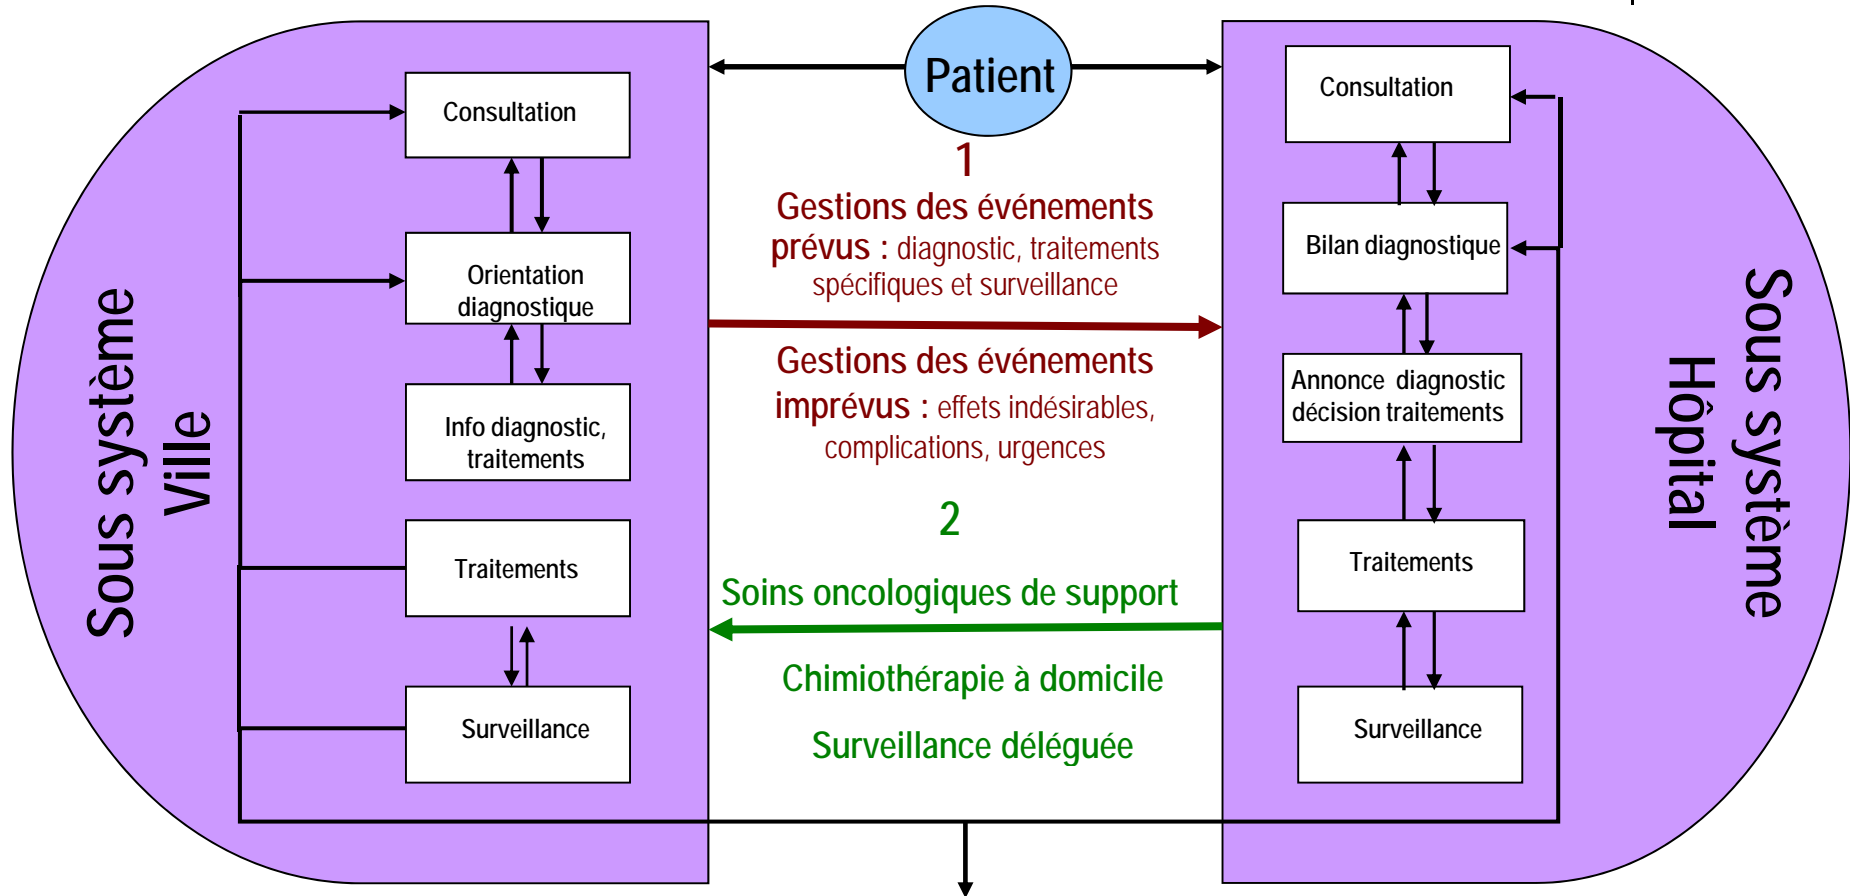 Patient
Sous système
Ville
Consultation
Orientation
diagnostique
Info diagnostic,
traitements
Traitements
Surveillance
1
Gestions des événements
prévus : diagnostic, traitements
spécifiques et surveillance
Gestions des événements
imprévus : effets indésirables,
complications, urgences
2
Soins oncologiques de support
Chimiothérapie à domicile
Surveillance déléguée
Consultation
Bilan diagnostique
Annonce diagnostic
décision traitements
Traitements
Surveillance
Sous système
Hôpital